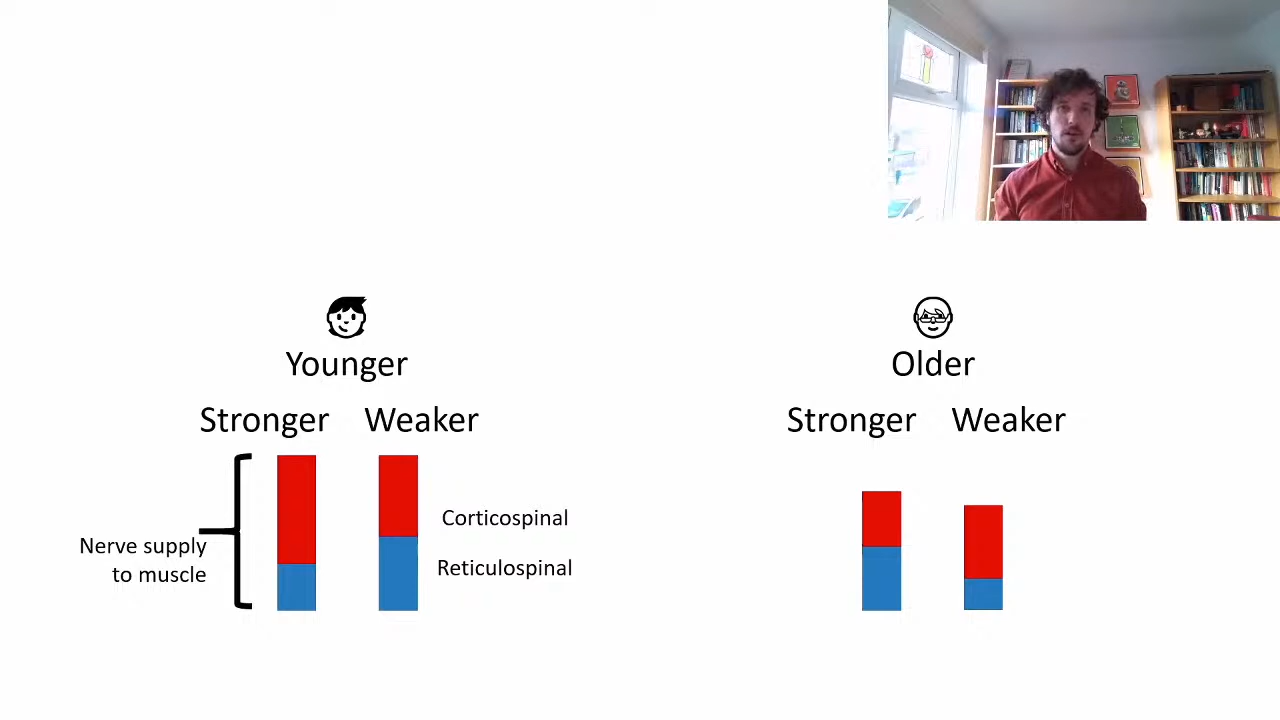 Younger
Older
Stronger
Weaker
Stronger
Weaker
Corticospinal
Nerve supply
to muscle
Reticulospinal